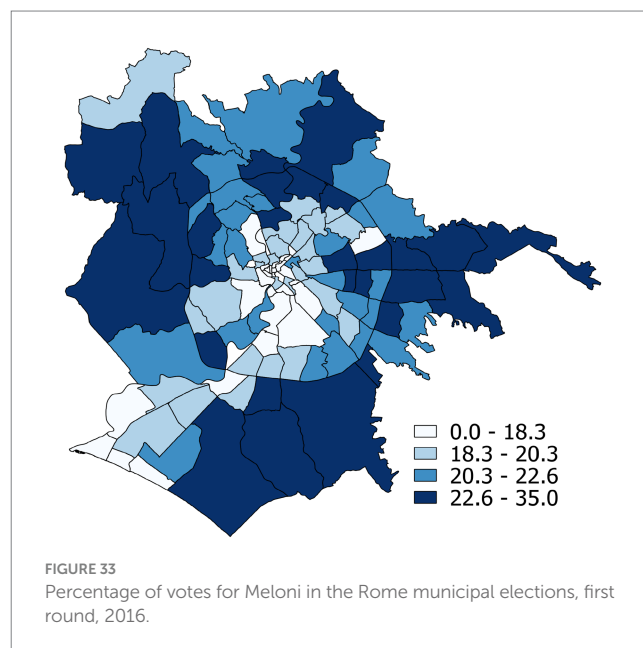 0.0 - 18.3
18.3 - 20.3
20.3 - 22.6
22.6 - 35.0
FIGURE 33
Percentage of votes for Meloni in the Rome municipal elections, first
round, 2016.